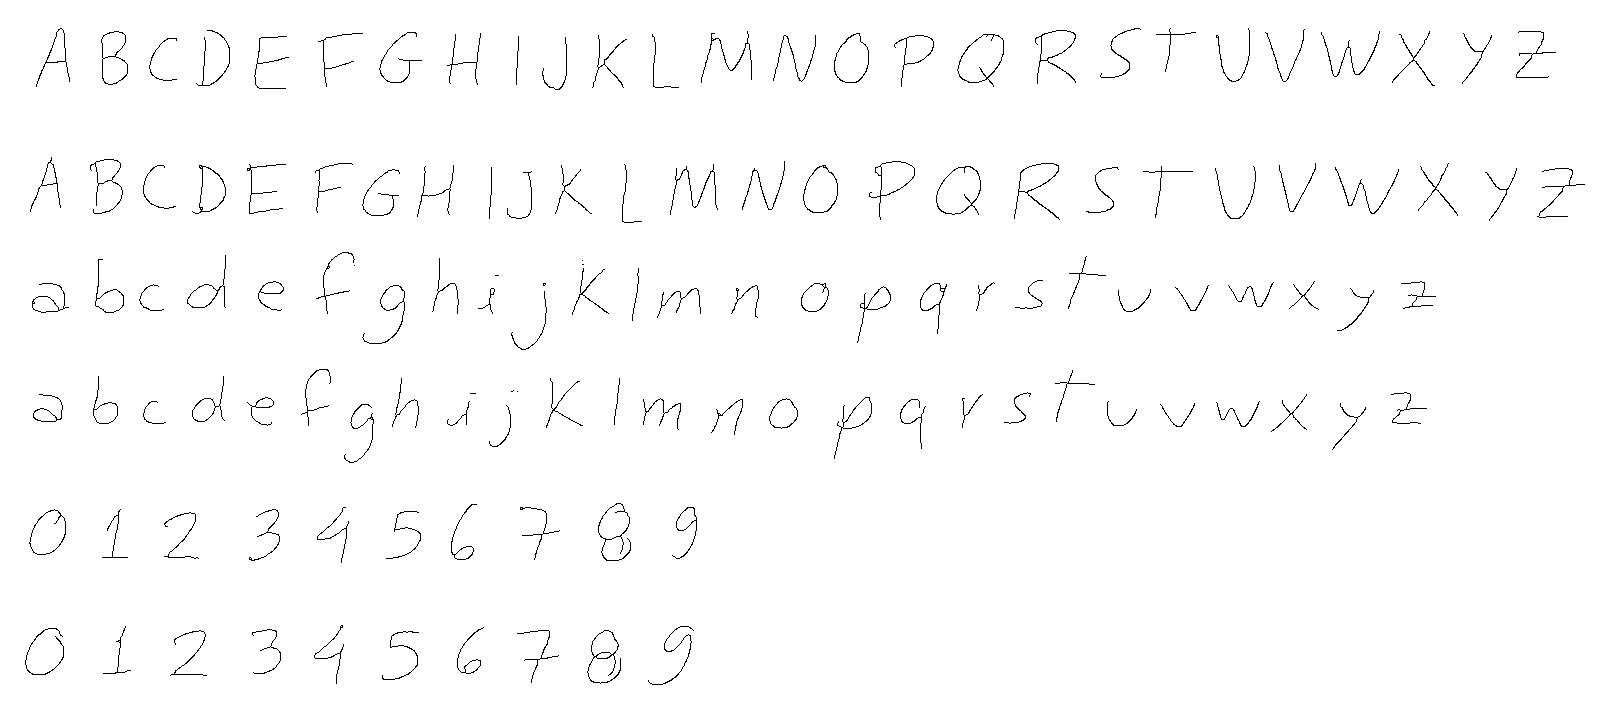 A B C D E F G H I J K L M N O P Q R S T U V W X Y Z
A B C D E F G H I J K L M N O P Q R S T U V W X Y Z
a b c d e f g h i j k l m n o p q r s t u v w x y z
a b c d e f g h i j k l m n o p q r s t u v w x y z
0 1 2 3 4 5 6 7 8 9
0 1 2 3 4 5 6 7 8 9